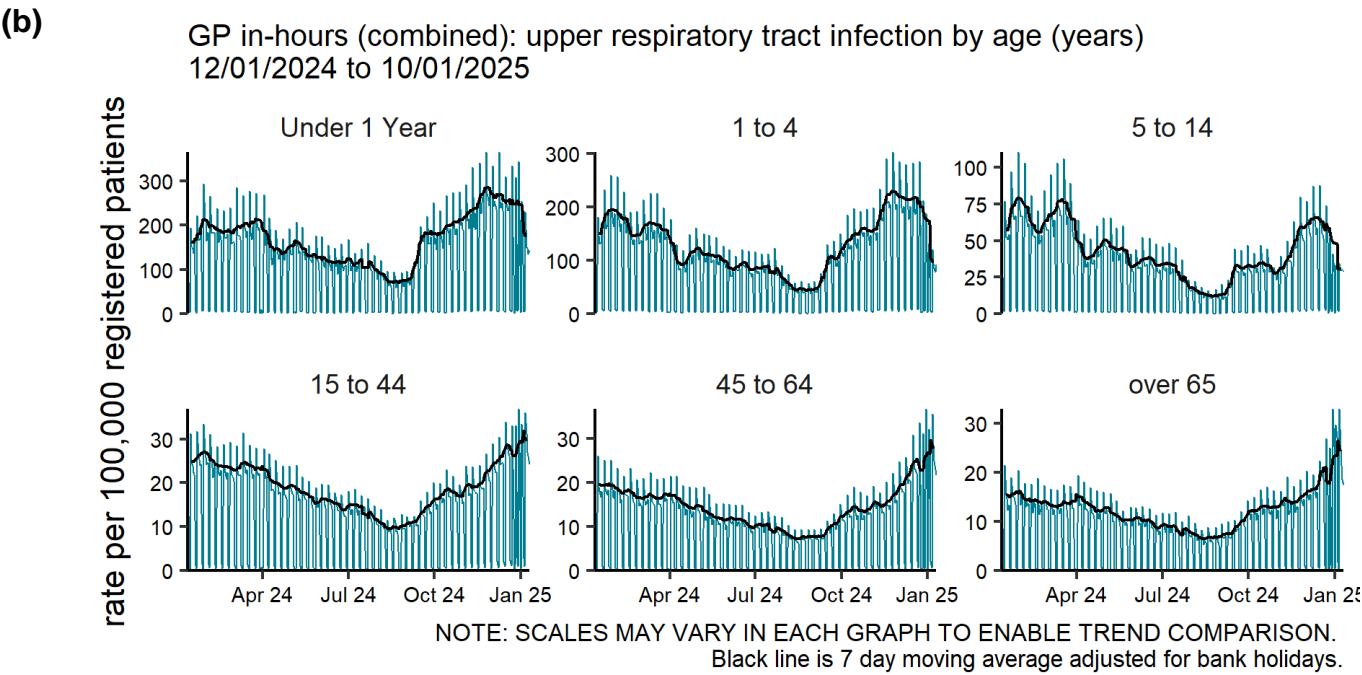 (b)
GP in-hours (combined): upper respiratory tract infection by age (years)
12/01/2024 to 10/01/2025
rate per 100,000 registered patients
Under 1 Year
300
200
100
0
1 to 4
300
200
100
0
5 to 14
100
75
50
25
0
15 to 44
30
20
10
0
Apr 24 Jul 24 Oct 24 Jan 25
45 to 64
30
20
10
0
Apr 24 Jul 24 Oct 24 Jan 25
over 65
30
20
10
0
Apr 24 Jul 24 Oct 24 Jan 25
NOTE: SCALES MAY VARY IN EACH GRAPH TO ENABLE TREND COMPARISON.
Black line is 7 day moving average adjusted for bank holidays.